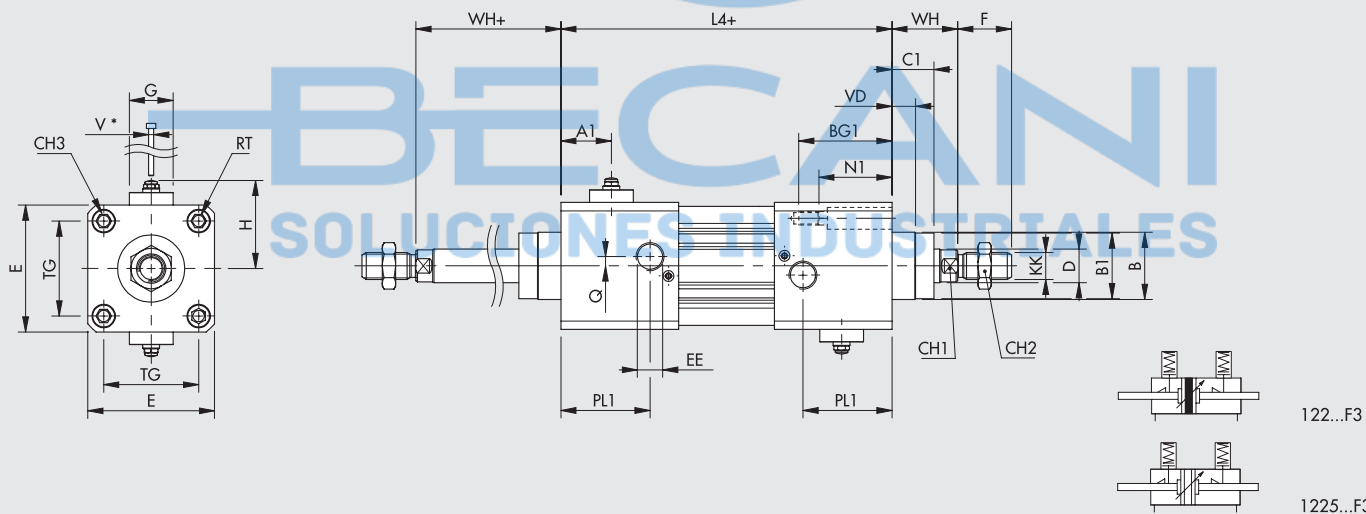 WH+
L4+
WH
F
C1
G
VD
V *
A1
BG1
CH3
RT
N1
BECANI
SOLUCIONES INDUSTRIALES
H
E
TG
Q
KK
D
B1
B
EE
CH1
CH2
TG
PL1
PL1
E
122...F3
1225...F3